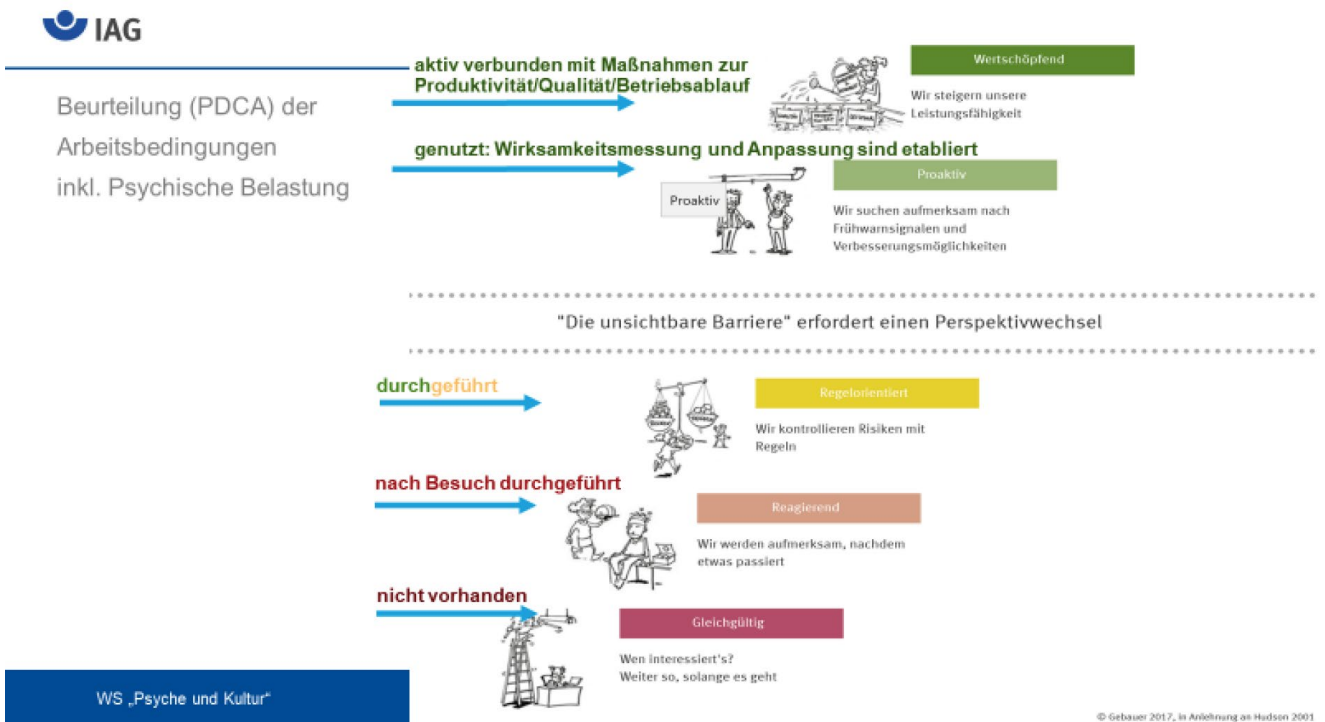 IAG
Beurteilung (PDCA) der
Arbeitsbedingungen
inkl. Psychische Belastung
aktiv verbunden mit Maßnahmen zur
Produktivität/Qualität/Betriebsablauf
Wertschöpfend
Wir steigern unsere
Leistungsfähigkeit
genutzt: Wirksamkeitsmessung und Anpassung sind etabliert
Proaktiv
Proaktiv
Wir suchen aufmerksam nach
Frühwarnsignalen und
Verbesserungsmöglichkeiten
"Die unsichtbare Barriere" erfordert einen Perspektivwechsel
durchgeführt
Regelorientiert
Wir kontrollieren Risiken mit
Regeln
nach Besuch durchgeführt
Reagierend
Wir werden aufmerksam, nachdem
etwas passiert
nicht vorhanden
Gleichgültig
Wen interessiert's?
Weiter so, solange es geht
WS „Psyche und Kultur“
© Gebauer 2017, in Anlehnung an Hudson 2001